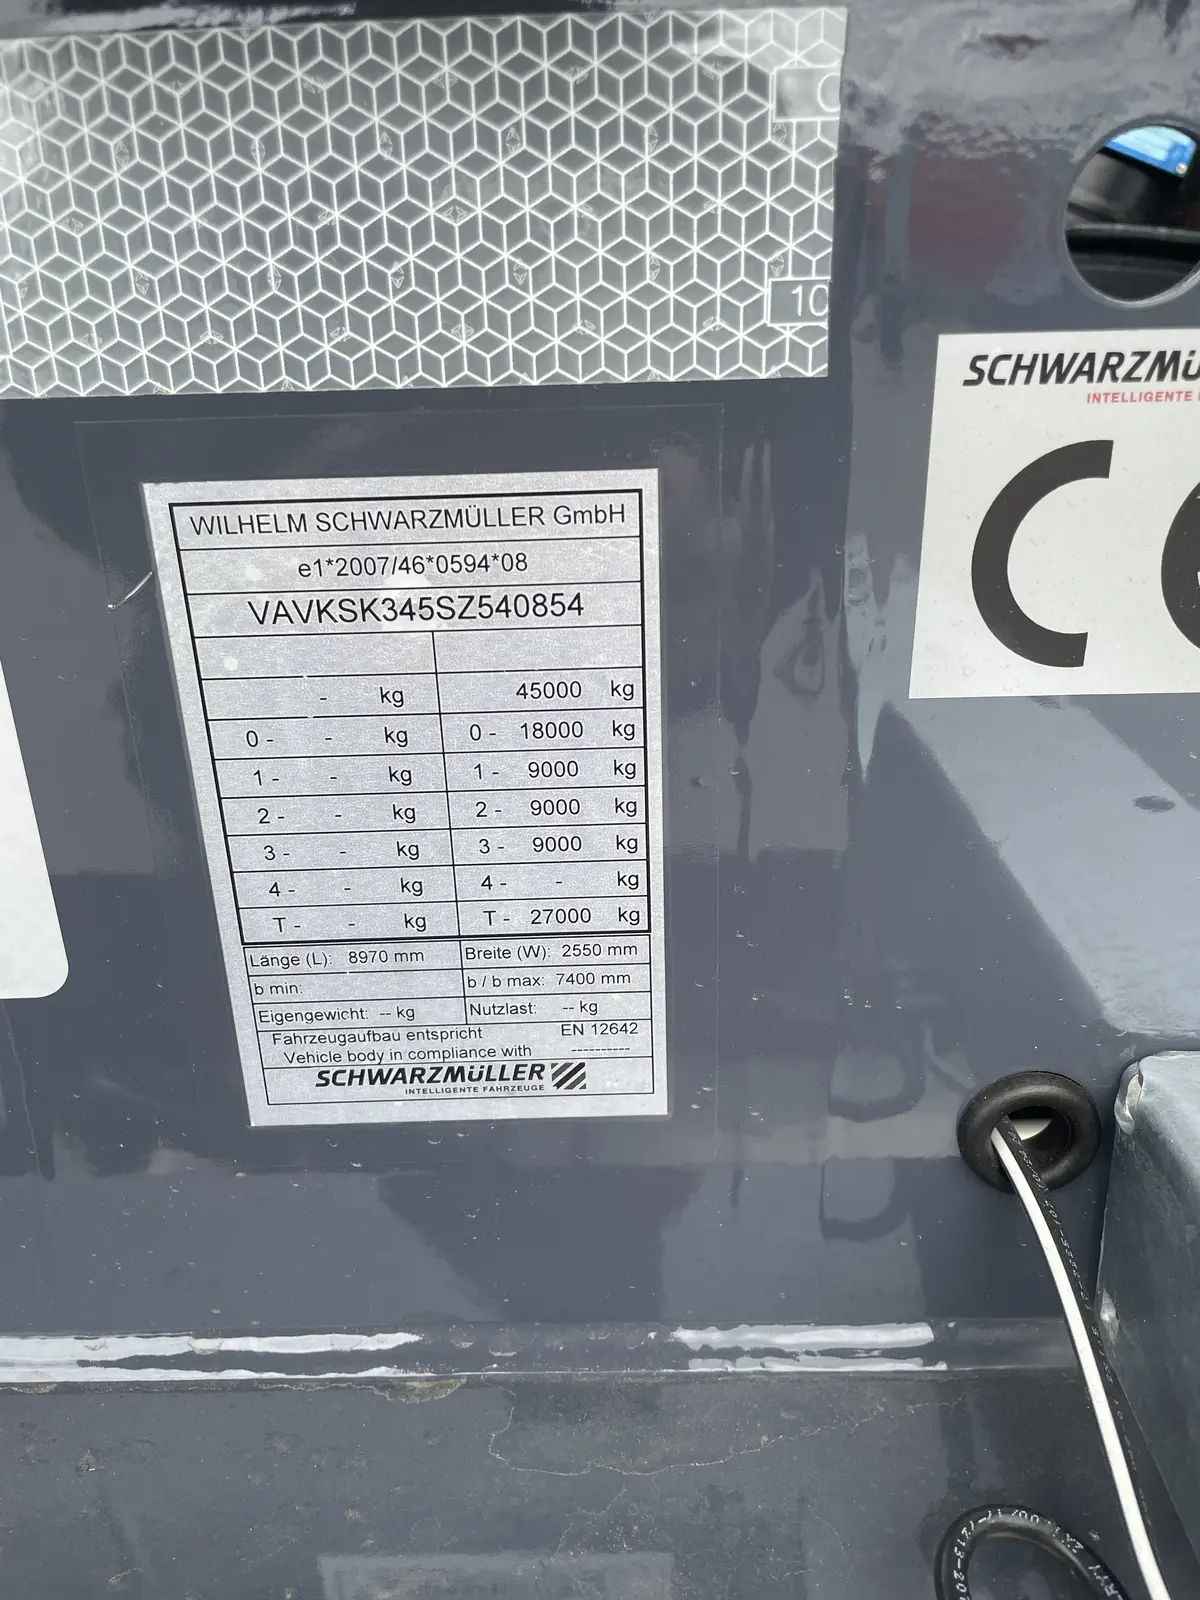 10
SCHWARZMÜ
INTELLIGENTE
CE
WILHELM SCHWARZMÜLLER GmbH
e1*2007/46*0594*08
VAVKSK345SZ540854
- kg 45000 kg
0 - - kg 0 - 18000 kg
1 - - kg 1 - 9000 kg
2 - - kg 2 - 9000 kg
3 - - kg 3 - 9000 kg
4 - - kg 4 - - kg
T - - kg T - 27000 kg
Länge (L): 8970 mm Breite (W): 2550 mm
b min: b / b max: 7400 mm
Eigengewicht: -- kg Nutzlast: -- kg
Fahrzeugaufbau entspricht EN 12642
Vehicle body in compliance with ----------
SCHWARZMÜLLER
INTELLIGENTE FAHRZEUGE